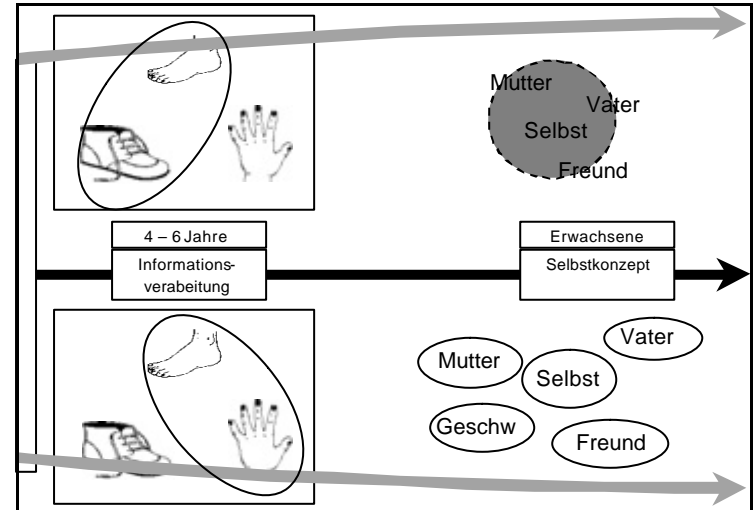 Mutter
Vater
Selbst
Freund
4 – 6 Jahre
Informations-
verabeitung
Erwachsene
Selbstkonzept
Mutter
Vater
Selbst
Geschw
Freund